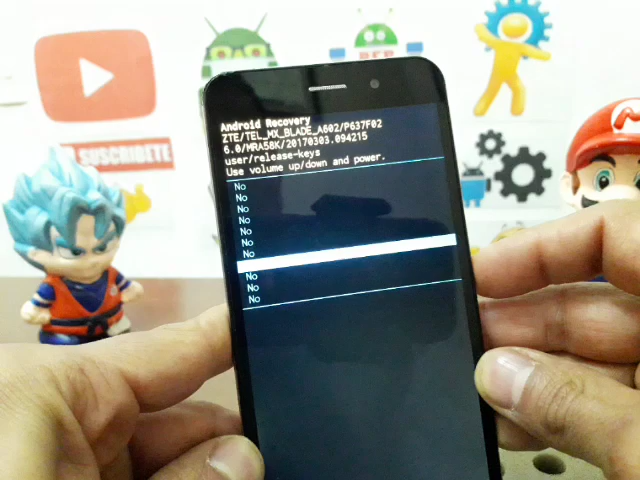 SUSCRIBETE
Android Recovery
ZTE/TEL_MX_BLADE_A602/P637F02
6.0/MRA58K/20170303.094215
user/release-keys
Use volume up/down and power.
No
No
No
No
No
No
No
No
No
No
M